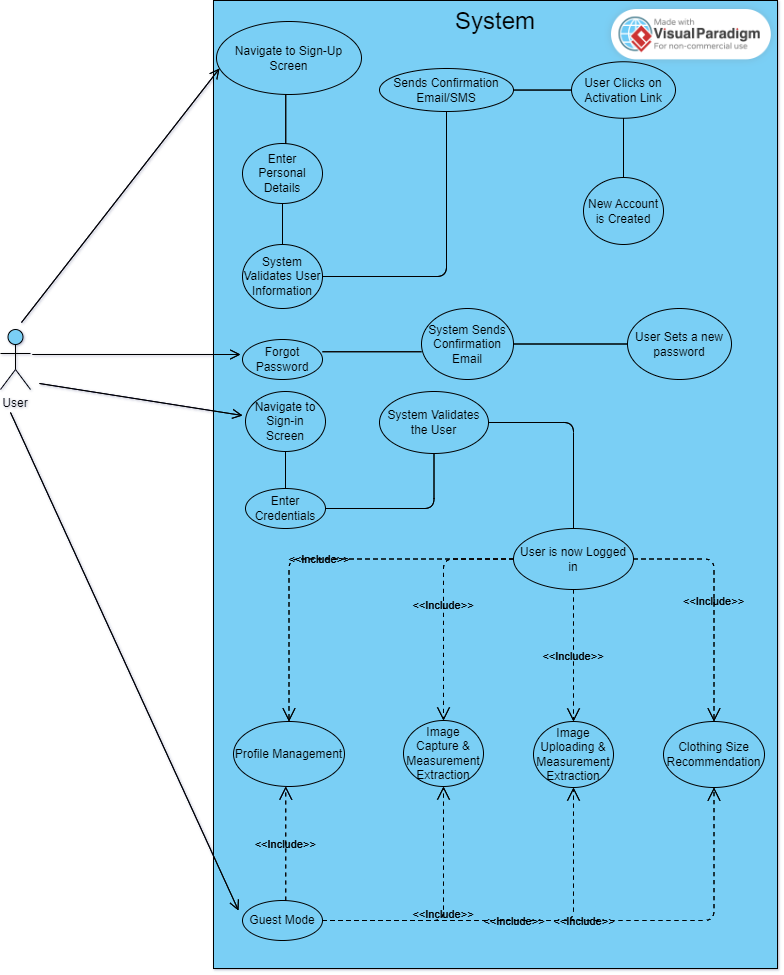 System
Made with
VisualParadigm
For non-commercial use
Navigate to Sign-Up
Screen
Sends Confirmation
Email/SMS
User Clicks on
Activation Link
Enter
Personal
Details
New Account
is Created
System
Validates User
Information
User
Forgot
Password
System Sends
Confirmation
Email
User Sets a new
password
Navigate to
Sign-in
Screen
System Validates
the User
Enter
Credentials
User is now Logged
in
<<Include>>
<<Include>>
<<Include>>
<<Include>>
Profile Management
Image
Capture &
Measurement
Extraction
Image
Uploading &
Measurement
Extraction
Clothing Size
Recommendation
<<Include>>
Guest Mode
<<Include>>
<<Include>>
<<Include>>